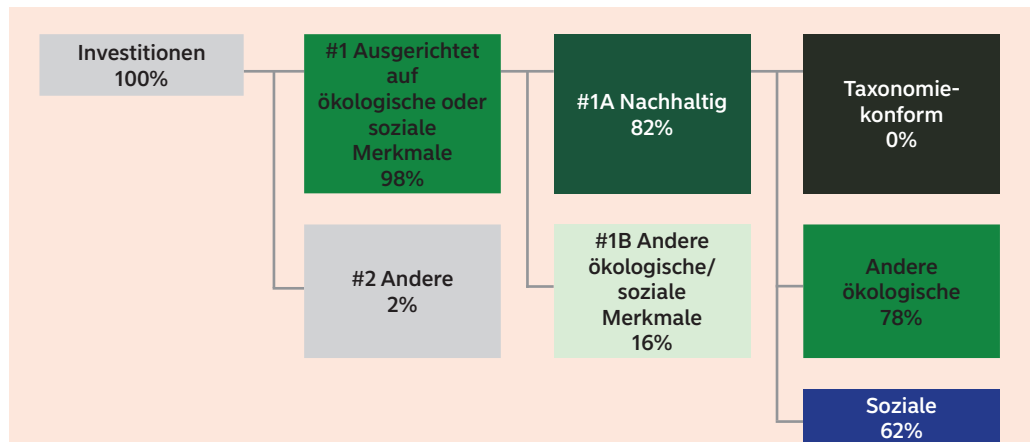 Investitionen
100%
#1 Ausgerichtet
auf
ökologische oder
soziale
Merkmale
98%
#1A Nachhaltig
82%
Taxonomie-
konform
0%
#2 Andere
2%
#1B Andere
ökologische/
soziale
Merkmale
16%
Andere
ökologische
78%
Soziale
62%